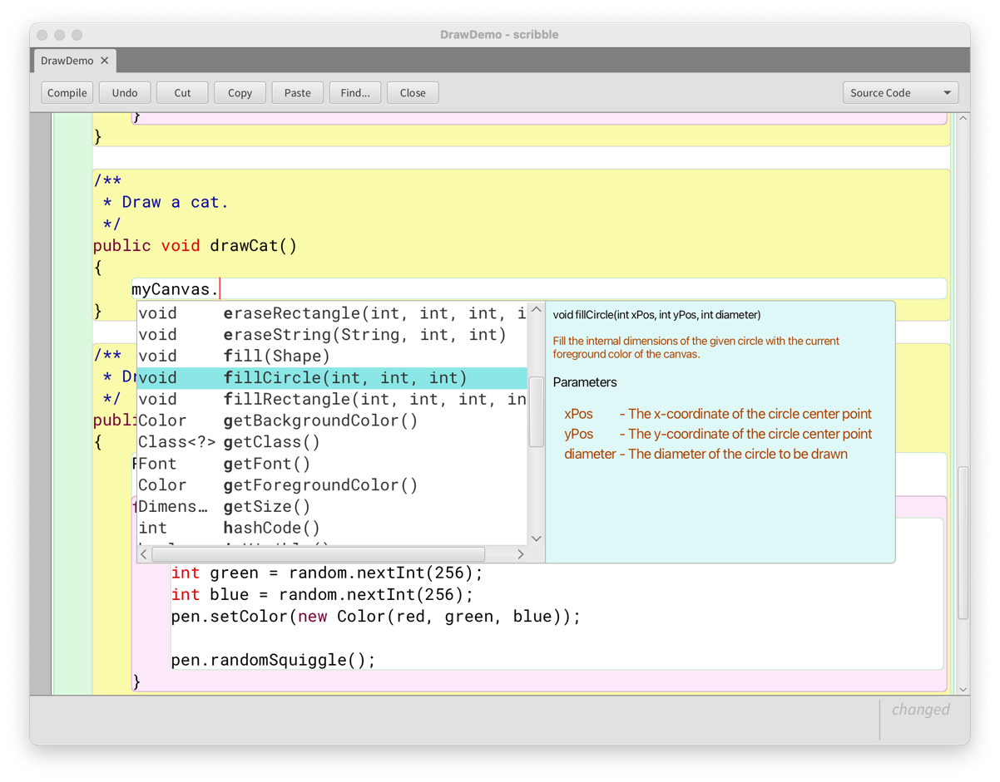 DrawDemo - scribble
DrawDemo ✕
Compile Undo Cut Copy Paste Find... Close Source Code
}
}
/**
 * Draw a cat.
 */
public void drawCat()
{
myCanvas.
}
void eraseRectangle(int, int, int, i
void eraseString(String, int, int)
void fill(Shape)
void fillCircle(int, int, int)
void fillRectangle(int, int, int, in
Color getBackgroundColor()
Class<?> getClass()
Font getFont()
Color getForegroundColor()
Dimens… getSize()
int hashCode()
void fillCircle(int xPos, int yPos, int diameter)
Fill the internal dimensions of the given circle with the current
foreground color of the canvas.
Parameters
xPos - The x-coordinate of the circle center point
yPos - The y-coordinate of the circle center point
diameter - The diameter of the circle to be drawn
/**
 * Dr
 */
publi
{
int green = random.nextInt(256);
int blue = random.nextInt(256);
pen.setColor(new Color(red, green, blue));
pen.randomSquiggle();
}
changed